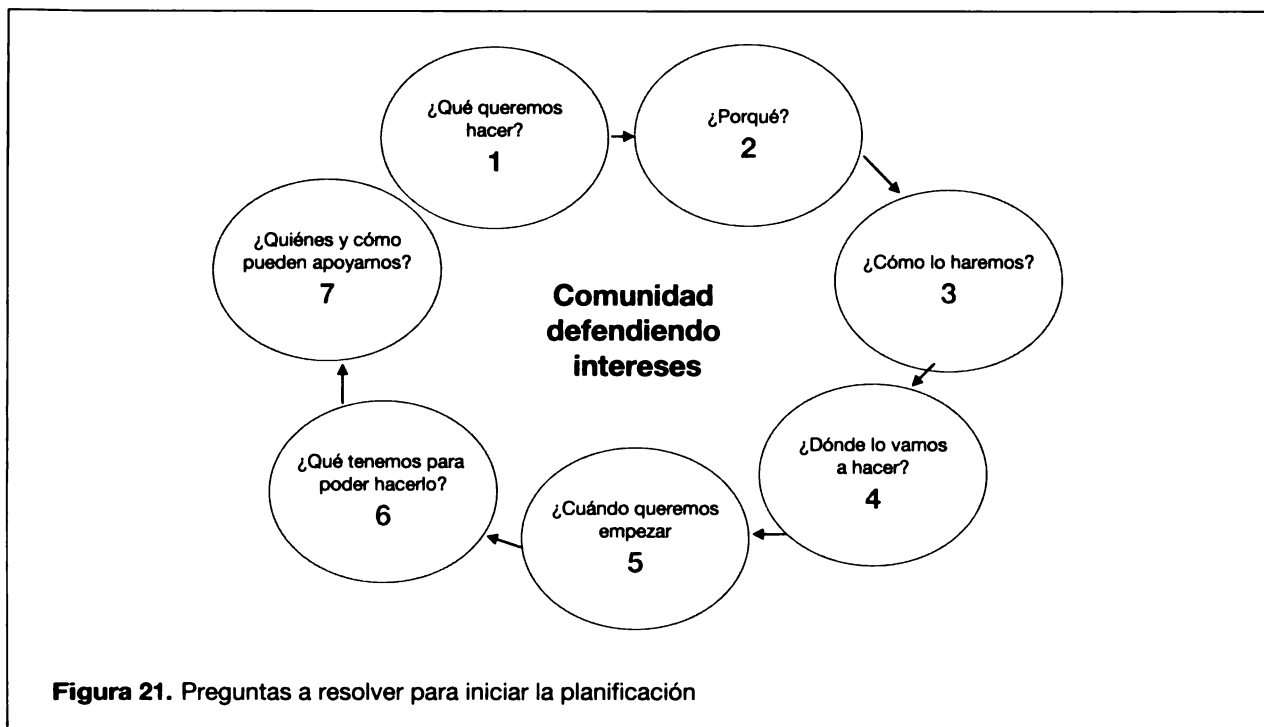 ¿Qué queremos
hacer?
1
¿Porqué?
2
¿Cómo lo haremos?
3
¿Dónde lo vamos
a hacer?
4
¿Cuándo queremos
empezar
5
¿Qué tenemos para
poder hacerlo?
6
¿Quiénes y cómo
pueden apoyarnos?
7
Comunidad
defendiendo
intereses
Figura 21. Preguntas a resolver para iniciar la planificación